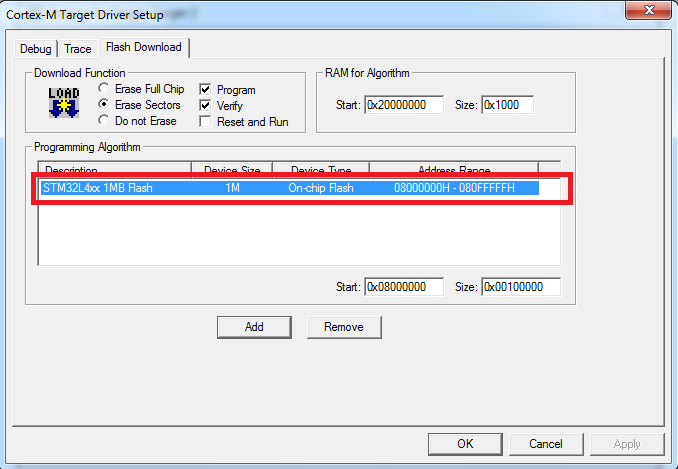 Cortex-M Target Driver Setup
Debug Trace Flash Download
Download Function
LOAD
Erase Full Chip
Erase Sectors
Do not Erase
Program
Verify
Reset and Run
RAM for Algorithm
Start: 0x20000000 Size: 0x1000
Programming Algorithm
Description Device Size Device Type Address Range
STM32L4xx 1MB Flash 1M On-chip Flash 08000000H - 080FFFFFH
Start: 0x08000000 Size: 0x00100000
Add Remove
OK Cancel Apply